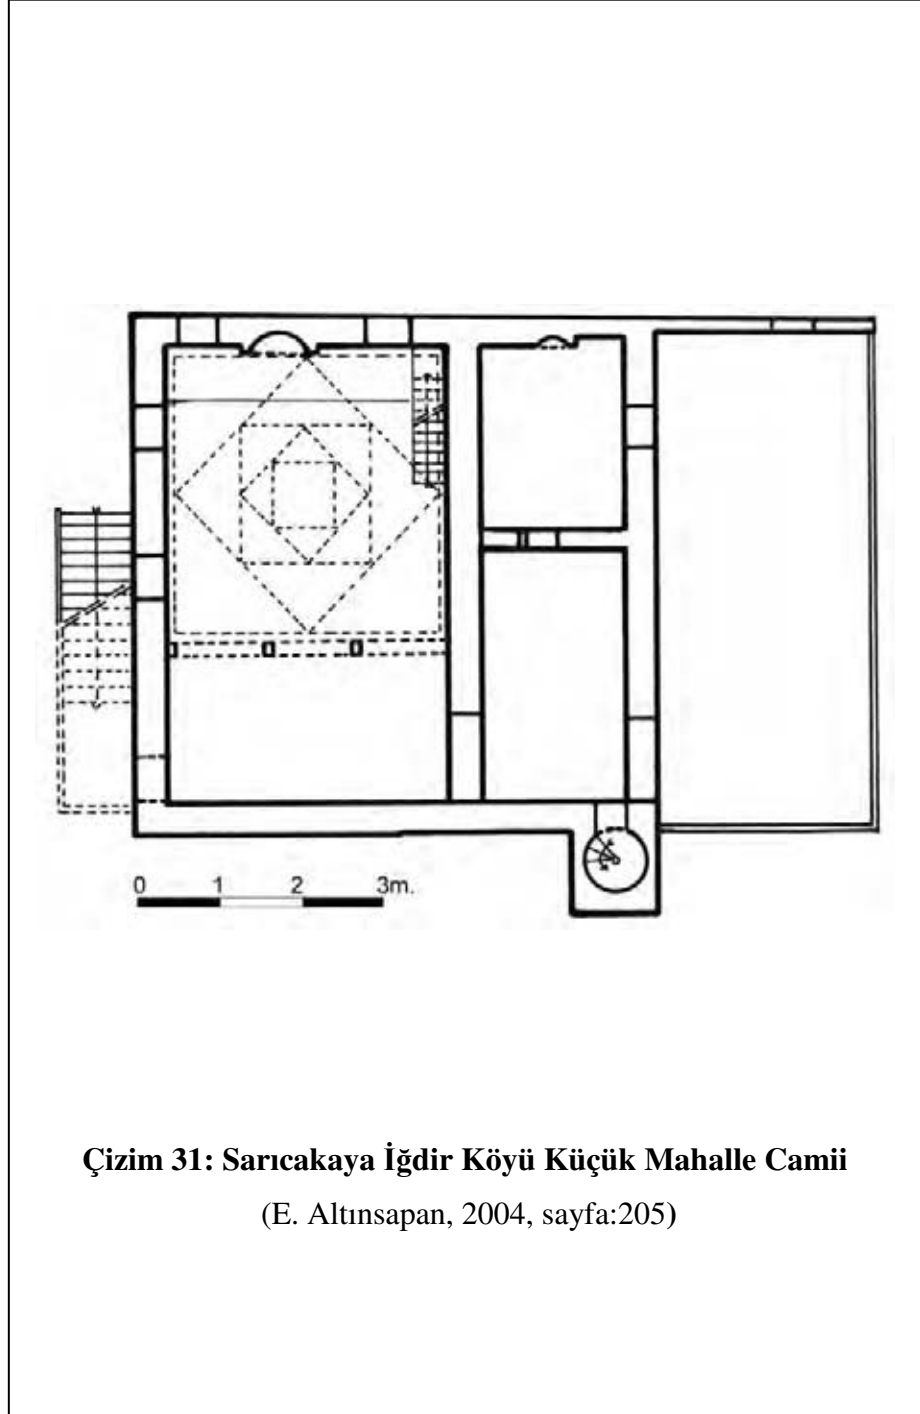 0 1 2 3m.
Çizim 31: Sarıcakaya İğdir Köyü Küçük Mahalle Camii
(E. Altınsapan, 2004, sayfa:205)